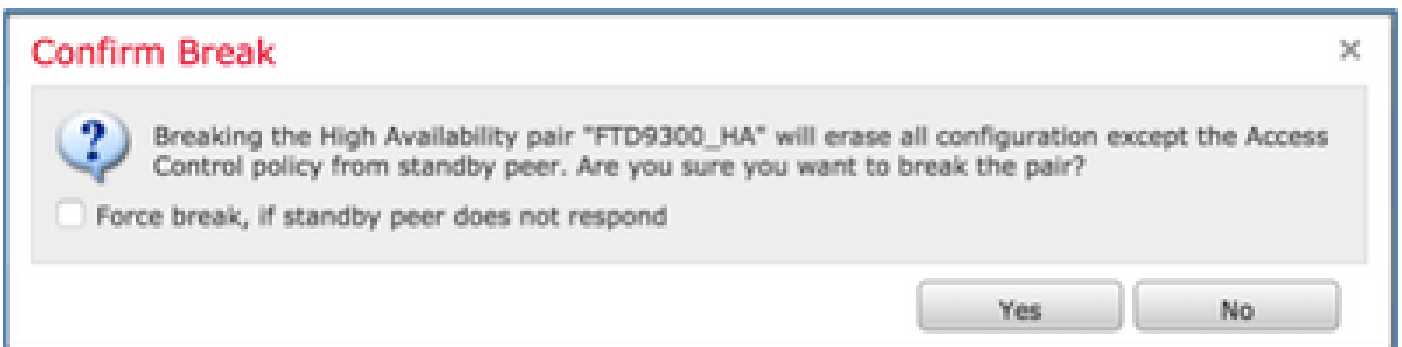 Confirm Break
Breaking the High Availability pair "FTD9300_HA" will erase all configuration except the Access
Control policy from standby peer. Are you sure you want to break the pair?
Force break, if standby peer does not respond
Yes
No